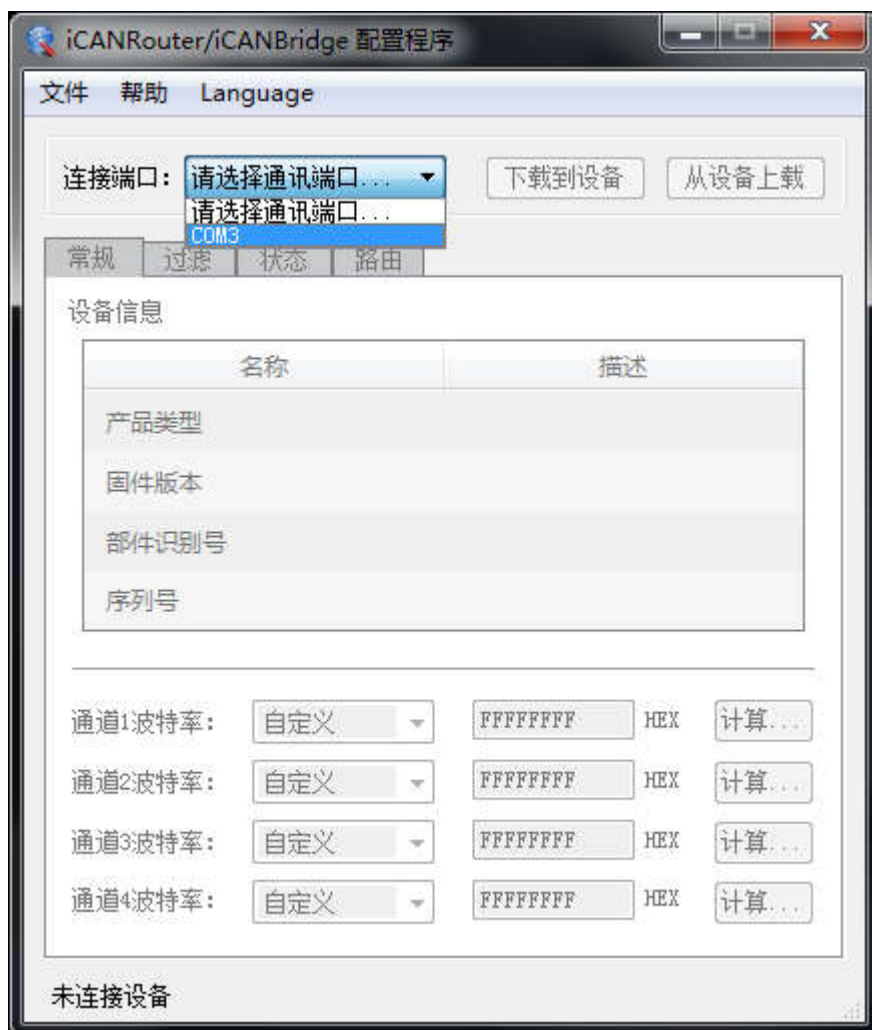 iCANRouter/iCANBridge 配置程序
文件 帮助 Language
连接端口： 请选择通讯端口... 下载到设备 从设备上载
请选择通讯端口...
COM3
常规 过滤 状态 路由
设备信息
名称 描述
产品类型
固件版本
部件识别号
序列号
通道1波特率： 自定义 FFFFFFFF HEX 计算...
通道2波特率： 自定义 FFFFFFFF HEX 计算...
通道3波特率： 自定义 FFFFFFFF HEX 计算...
通道4波特率： 自定义 FFFFFFFF HEX 计算...
未连接设备